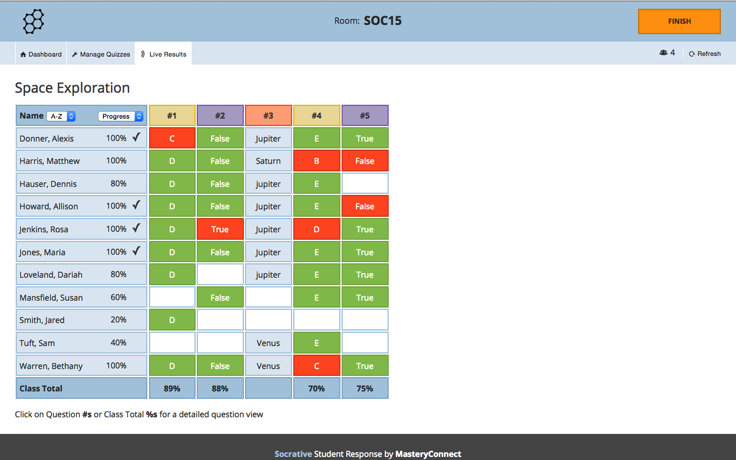 Room: SOC15
FINISH
Dashboard Manage Quizzes Live Results 4 Refresh
Space Exploration
Name A-Z Progress #1 #2 #3 #4 #5
Donner, Alexis 100% ✓ C False Jupiter E True
Harris, Matthew 100% D False Saturn B False
Hauser, Dennis 80% D False jupiter E
Howard, Allison 100% ✓ D False Jupiter E False
Jenkins, Rosa 100% ✓ D True Jupiter D True
Jones, Maria 100% ✓ D False Jupiter E True
Loveland, Dariah 80% D jupiter E True
Mansfield, Susan 60% False E True
Smith, Jared 20% D
Tuft, Sam 40% Venus E
Warren, Bethany 100% D False Venus C True
Class Total 89% 88% 70% 75%
Click on Question #s or Class Total %s for a detailed question view
Socrative Student Response by MasteryConnect